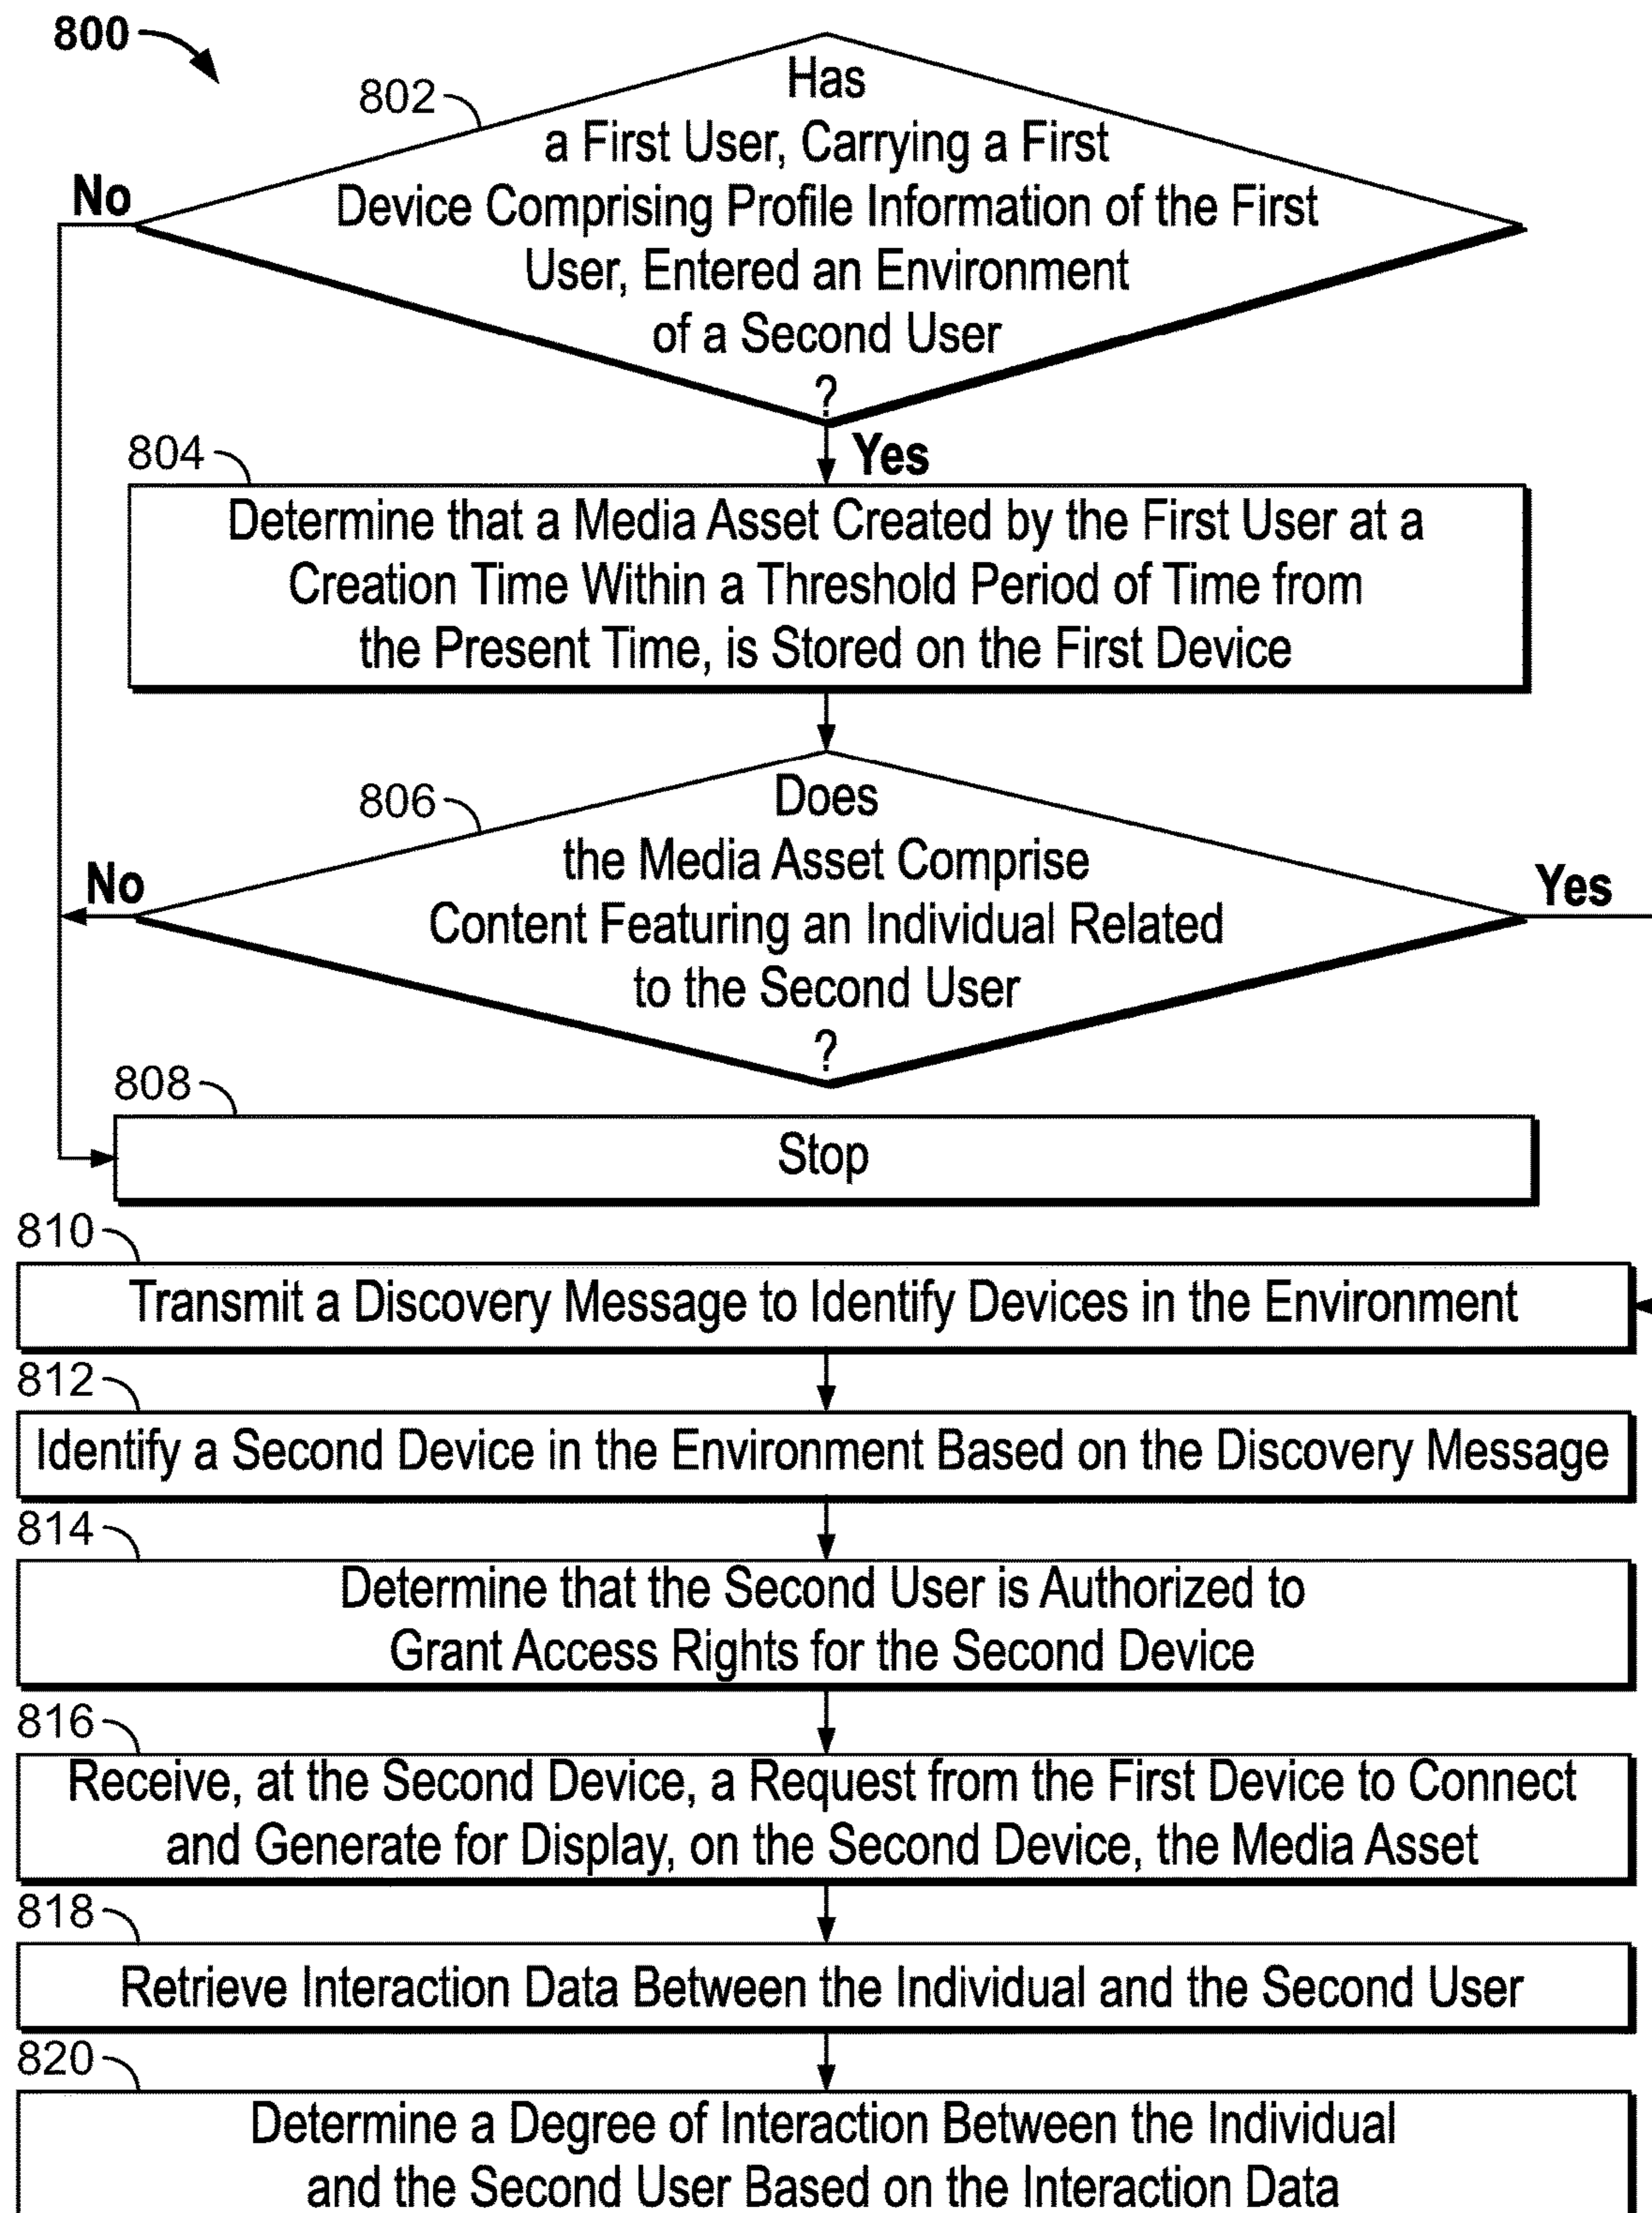 800
802
Has
a First User, Carrying a First
Device Comprising Profile Information of the First
User, Entered an Environment
of a Second User
?
No
Yes
804
Determine that a Media Asset Created by the First User at a
Creation Time Within a Threshold Period of Time from
the Present Time, is Stored on the First Device
806
Does
the Media Asset Comprise
Content Featuring an Individual Related
to the Second User
?
No
Yes
808
Stop
810
Transmit a Discovery Message to Identify Devices in the Environment
812
Identify a Second Device in the Environment Based on the Discovery Message
814
Determine that the Second User is Authorized to
Grant Access Rights for the Second Device
816
Receive, at the Second Device, a Request from the First Device to Connect
and Generate for Display, on the Second Device, the Media Asset
818
Retrieve Interaction Data Between the Individual and the Second User
820
Determine a Degree of Interaction Between the Individual
and the Second User Based on the Interaction Data